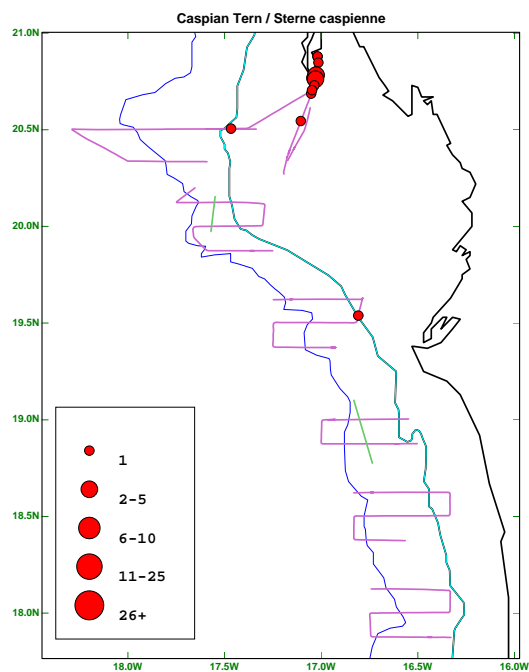 Caspian Tern / Sterne caspienne
21.0N
20.5N
20.0N
19.5N
19.0N
18.5N
18.0N
1
2-5
6-10
11-25
26+
18.0W
17.5W
17.0W
16.5W
16.0W